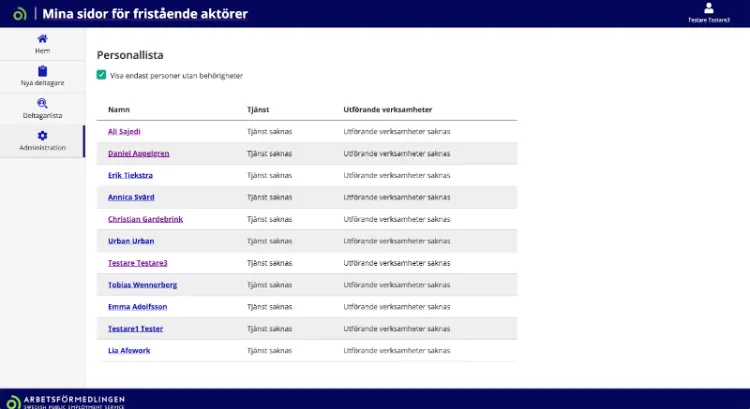 Mina sidor för fristående aktörer
Testare Testare3
Hem
Nya deltagare
Deltagarlista
Administration
Personallista
Visa endast personer utan behörigheter
Namn Tjänst Utförande verksamheter
Ali Sajedi Tjänst saknas Utförande verksamheter saknas
Daniel Appelgren Tjänst saknas Utförande verksamheter saknas
Erik Tiekstra Tjänst saknas Utförande verksamheter saknas
Annica Svärd Tjänst saknas Utförande verksamheter saknas
Christian Gardebrink Tjänst saknas Utförande verksamheter saknas
Urban Urban Tjänst saknas Utförande verksamheter saknas
Testare Testare3 Tjänst saknas Utförande verksamheter saknas
Tobias Wennerberg Tjänst saknas Utförande verksamheter saknas
Emma Adolfsson Tjänst saknas Utförande verksamheter saknas
Testare1 Tester Tjänst saknas Utförande verksamheter saknas
Lia Afework Tjänst saknas Utförande verksamheter saknas
ARBETSFÖRMEDLINGEN
SWEDISH PUBLIC EMPLOYMENT SERVICE